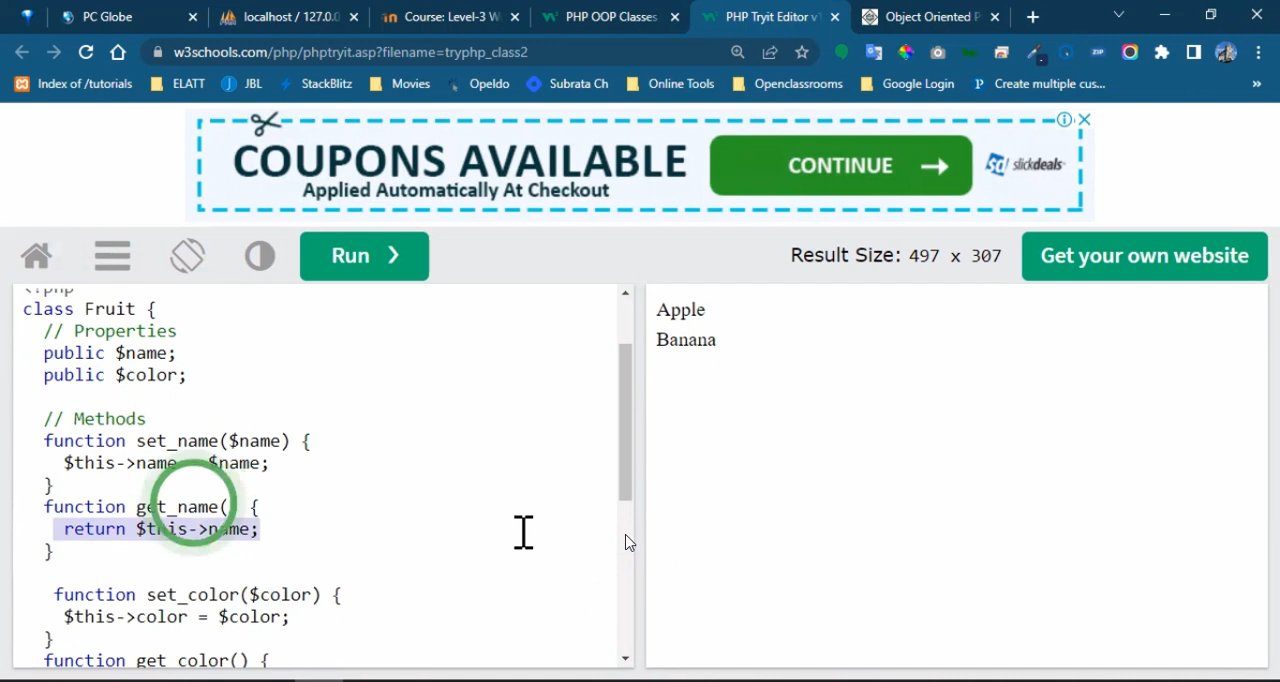 PC Globe
localhost / 127.0.0
Course: Level-3 W
PHP OOP Classes
PHP Tryit Editor v1
Object Oriented P
w3schools.com/php/phptryit.asp?filename=tryphp_class2
ZIP
Index of /tutorials
ELATT
JBL
StackBlitz
Movies
Opeldo
Subrata Ch
Online Tools
Openclassrooms
Google Login
Create multiple cus...
COUPONS AVAILABLE
Applied Automatically At Checkout
CONTINUE
sd slickdeals
Run
Result Size: 497 x 307
Get your own website
<?php
class Fruit {
// Properties
public $name;
public $color;
// Methods
function set_name($name) {
$this->name = $name;
}
function get_name() {
return $this->name;
}
function set_color($color) {
$this->color = $color;
}
function get_color() {
Apple
Banana